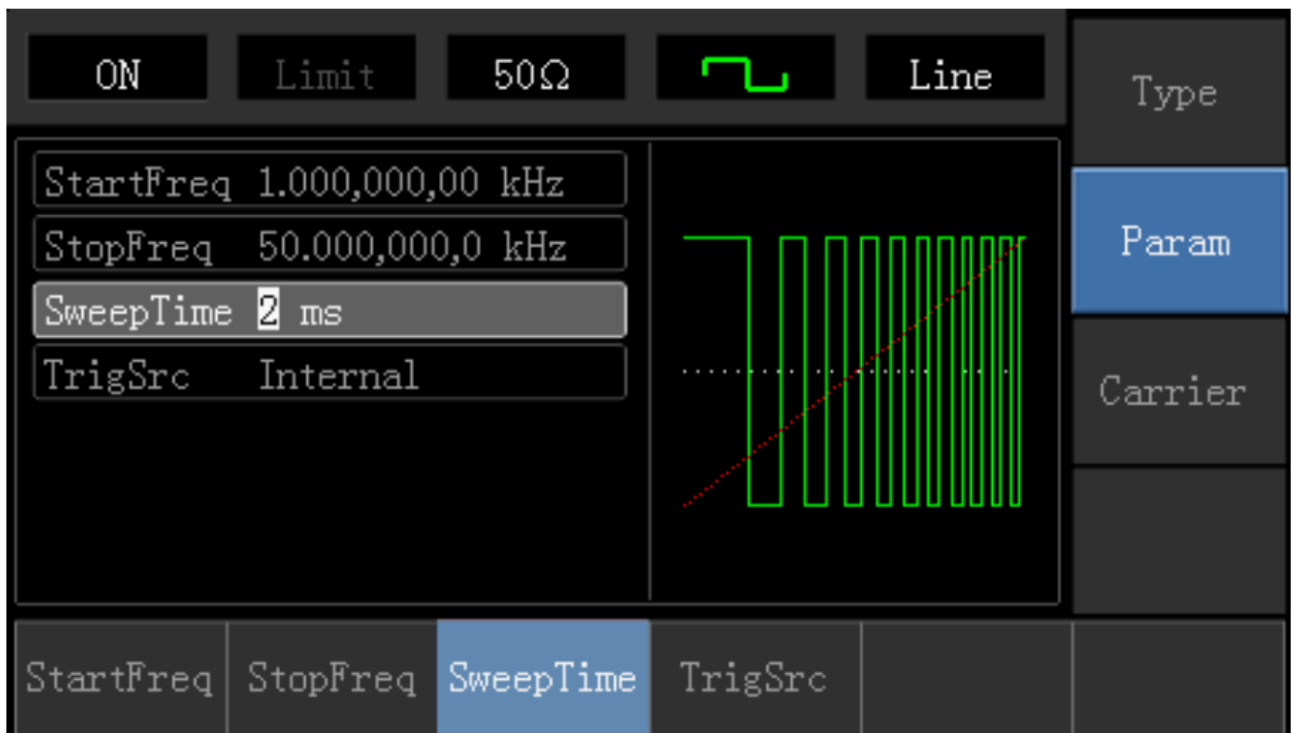 ON Limit 50Ω Line
Type
StartFreq 1.000,000,00 kHz
StopFreq 50.000,000,0 kHz
SweepTime 2 ms
TrigSrc Internal
Param
Carrier
StartFreq StopFreq SweepTime TrigSrc